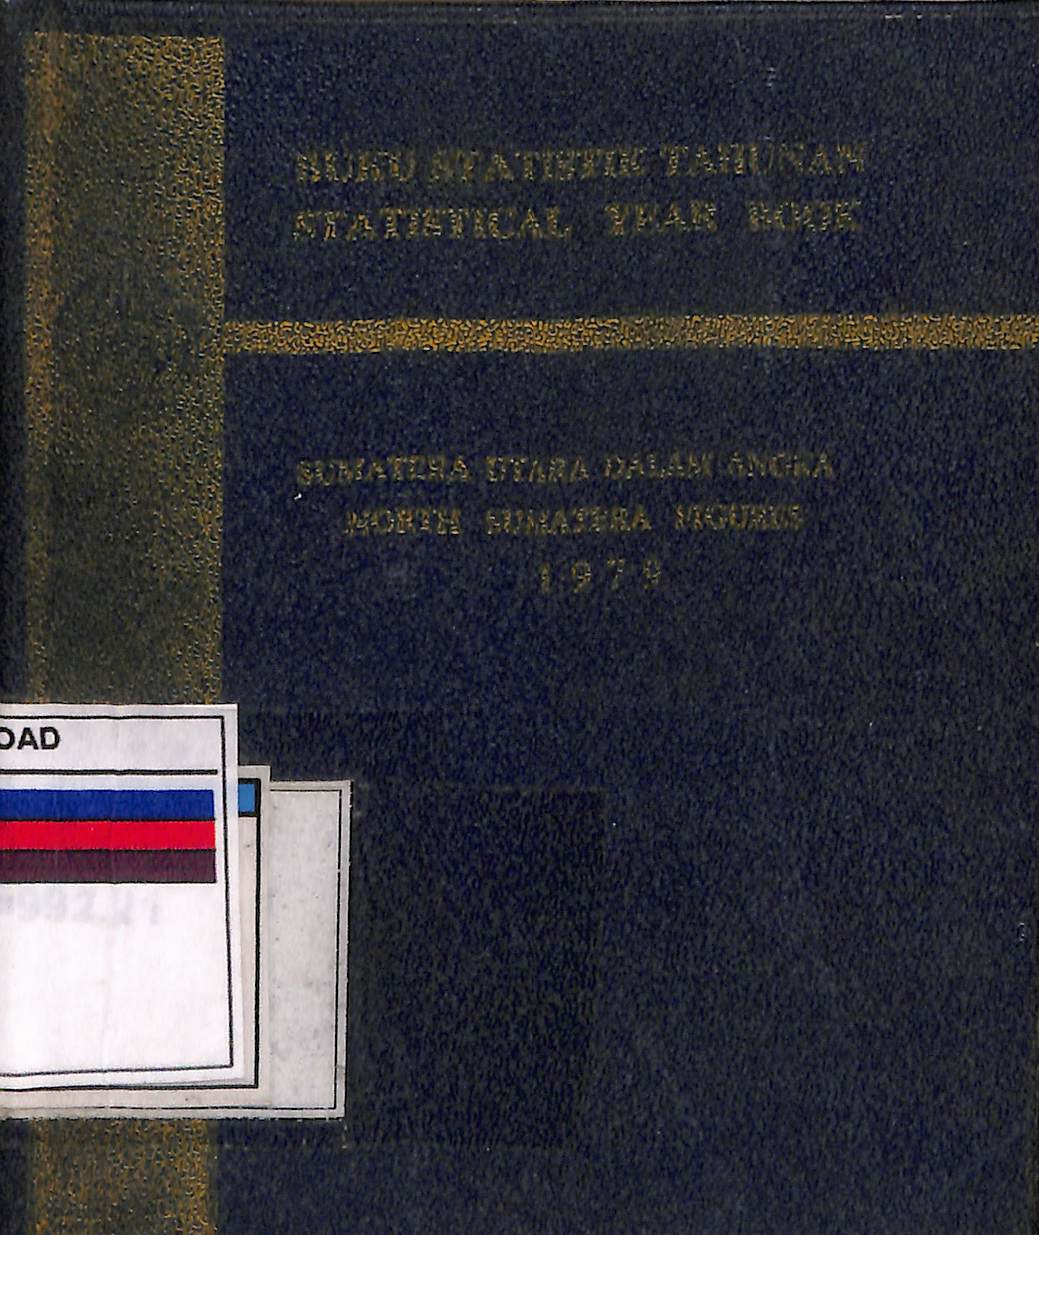 BUKU STATISTIK TAHUNAN
STATISTICAL YEAR BOOK
SUMATERA UTARA DALAM ANGKA
NORTH SUMATERA FIGURES
1979
OAD